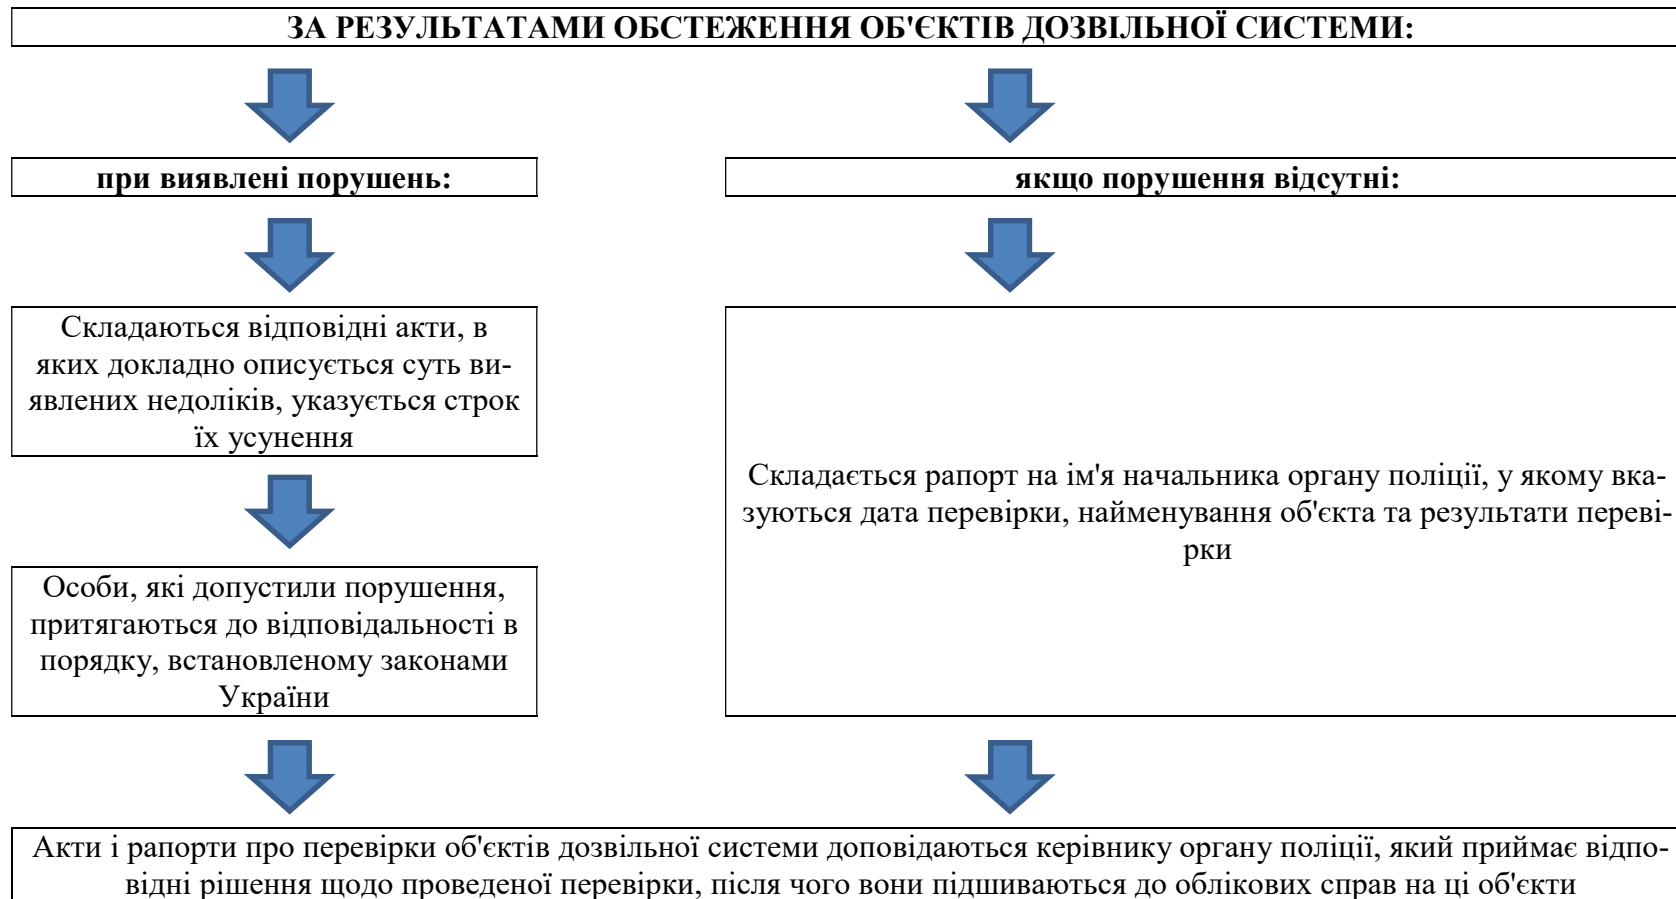 ЗА РЕЗУЛЬТАТАМИ ОБСТЕЖЕННЯ ОБ'ЄКТІВ ДОЗВІЛЬНОЇ СИСТЕМИ:
при виявлені порушень:
якщо порушення відсутні:
Складаються відповідні акти, в
яких докладно описується суть ви-
явлених недоліків, указується строк
їх усунення
Особи, які допустили порушення,
притягаються до відповідальності в
порядку, встановленому законами
України
Складається рапорт на ім'я начальника органу поліції, у якому вка-
зуються дата перевірки, найменування об'єкта та результати переві-
рки
Акти і рапорти про перевірки об'єктів дозвільної системи доповідаються керівнику органу поліції, який приймає відпо-
відні рішення щодо проведеної перевірки, після чого вони підшиваються до облікових справ на ці об'єкти